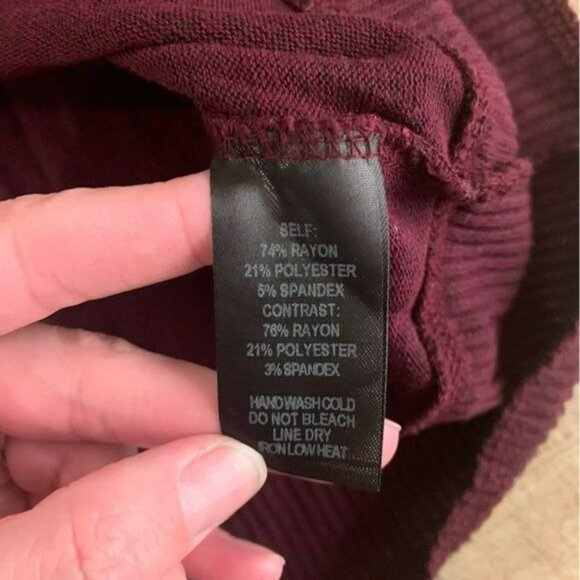 SELF:
74% RAYON
21% POLYESTER
5% SPANDEX
CONTRAST:
76% RAYON
21% POLYESTER
3% SPANDEX
HAND WASH COLD
DO NOT BLEACH
LINE DRY
IRON LOW HEAT